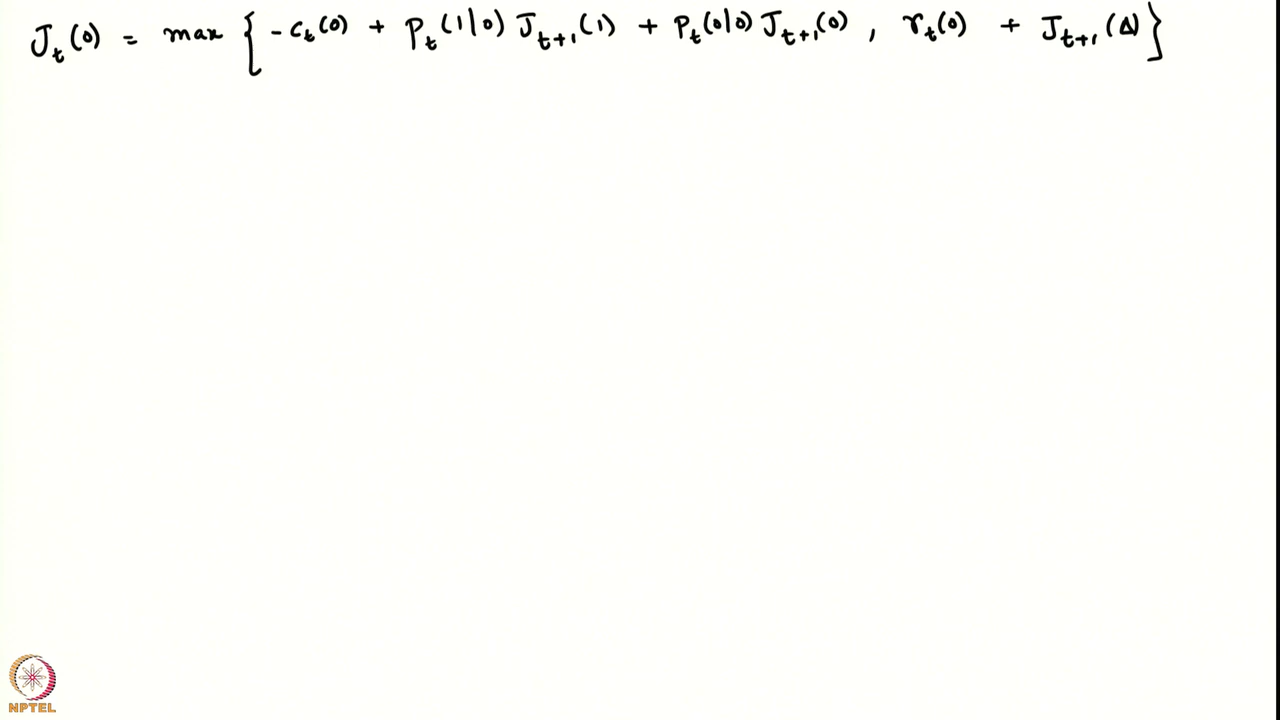 J_t(0) = max { -c_t(0) + P_t(1|0) J_{t+1}(1) + P_t(0|0) J_{t+1}(0) , r_t(0) + J_{t+1}(Δ) }
NPTEL